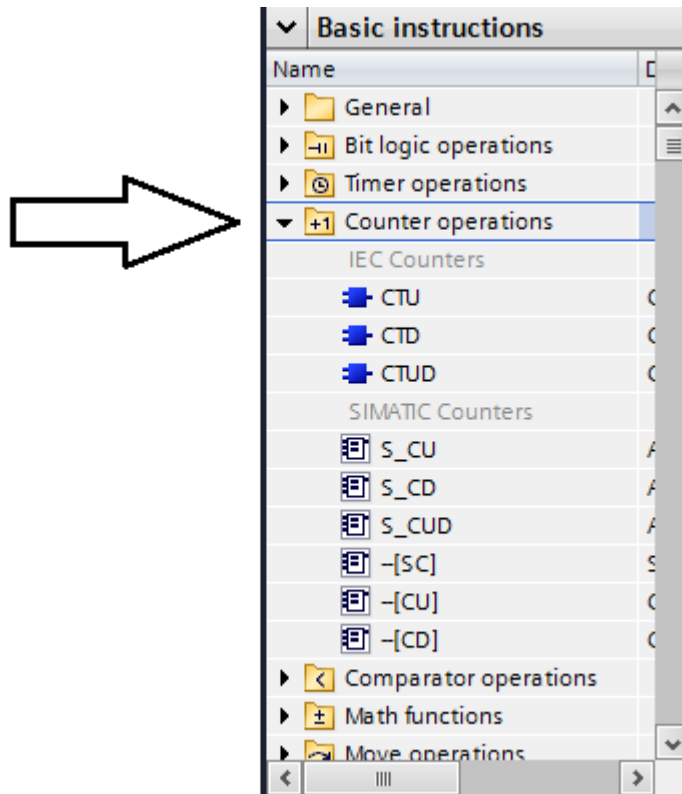 Basic instructions
Name
General
Bit logic operations
Timer operations
+1 Counter operations
IEC Counters
CTU
CTD
CTUD
SIMATIC Counters
S_CU
S_CD
S_CUD
--[SC]
--[CU]
--[CD]
Comparator operations
Math functions
Move operations